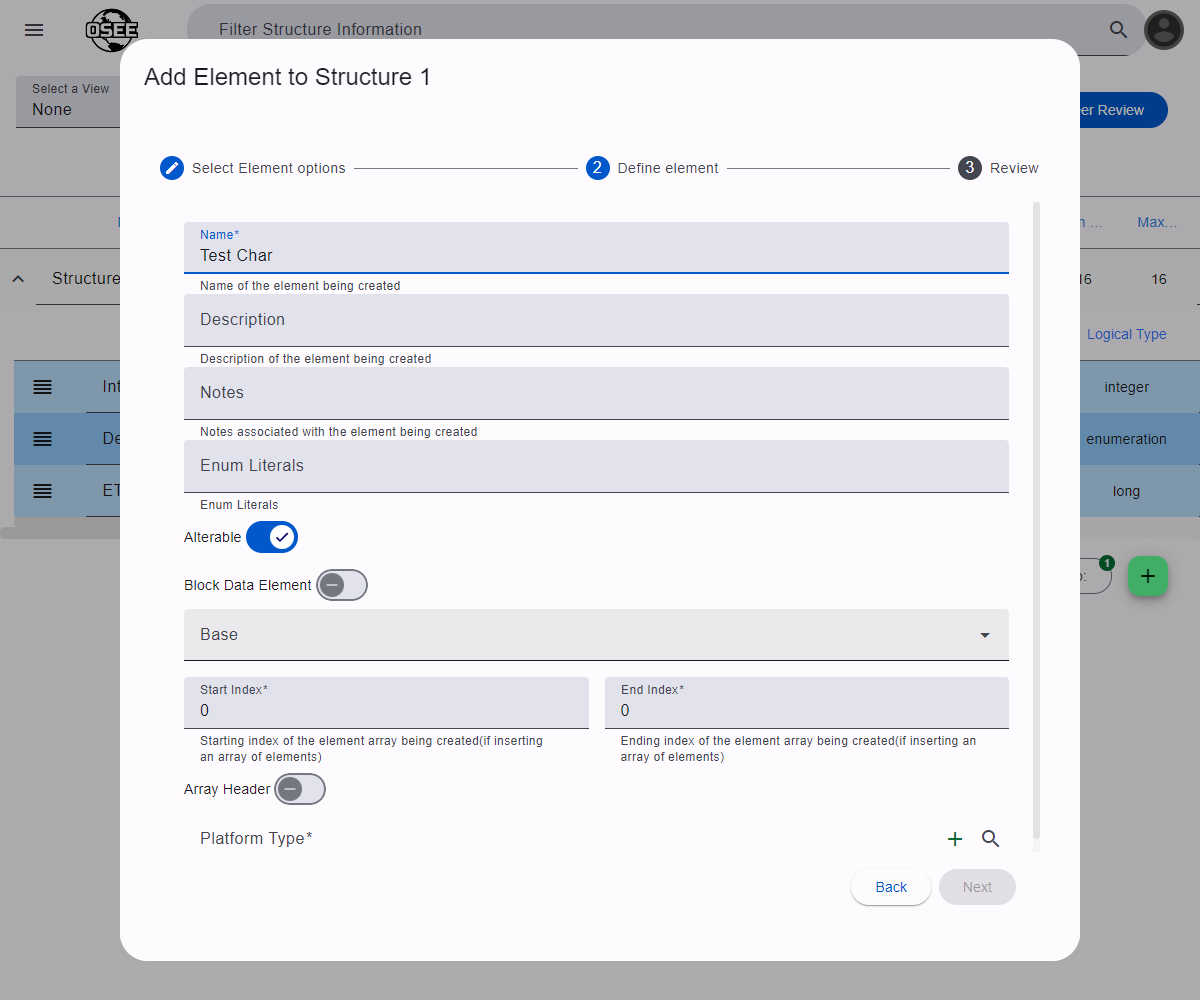 OSEE
Filter Structure Information
Select a View
None
er Review
Add Element to Structure 1
Select Element options
2
Define element
3
Review
Max...
Structure
16
16
Logical Type
integer
enumeration
long
Name*
Test Char
Name of the element being created
Description
Description of the element being created
Notes
Notes associated with the element being created
Enum Literals
Enum Literals
Alterable
Block Data Element
Base
Start Index*
0
Starting index of the element array being created(if inserting
an array of elements)
End Index*
0
Ending index of the element array being created(if inserting an
array of elements)
Array Header
Platform Type*
1
Back
Next